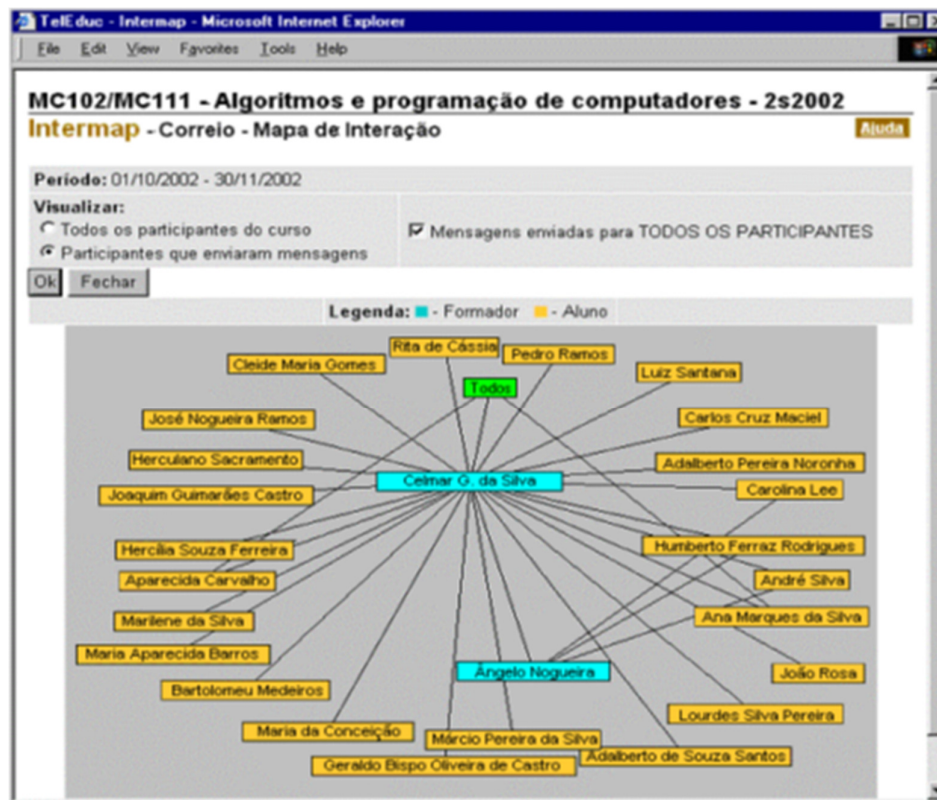 TelEduc - Intermap - Microsoft Internet Explorer
File Edit View Favorites Tools Help
MC102/MC111 - Algoritmos e programação de computadores - 2s2002
Intermap - Correio - Mapa de Interação
Ajuda
Período: 01/10/2002 - 30/11/2002
Visualizar:
Todos os participantes do curso
Participantes que enviaram mensagens
Mensagens enviadas para TODOS OS PARTICIPANTES
Ok Fechar
Legenda: - Formador - Aluno
Rita de Cássia
Pedro Ramos
Cleide Maria Gomes
Luiz Santana
Todos
José Nogueira Ramos
Carlos Cruz Maciel
Herculano Sacramento
Adalberto Pereira Noronha
Celmar G. da Silva
Carolina Lee
Joaquim Guimarães Castro
Hercília Souza Ferreira
Humberto Ferraz Rodrigues
Aparecida Carvalho
André Silva
Marilene da Silva
Ana Marques da Silva
Maria Aparecida Barros
Ângelo Nogueira
João Rosa
Bartolomeu Medeiros
Lourdes Silva Pereira
Maria da Conceição
Márcio Pereira da Silva
Adalberto de Souza Santos
Geraldo Bispo Oliveira de Castro